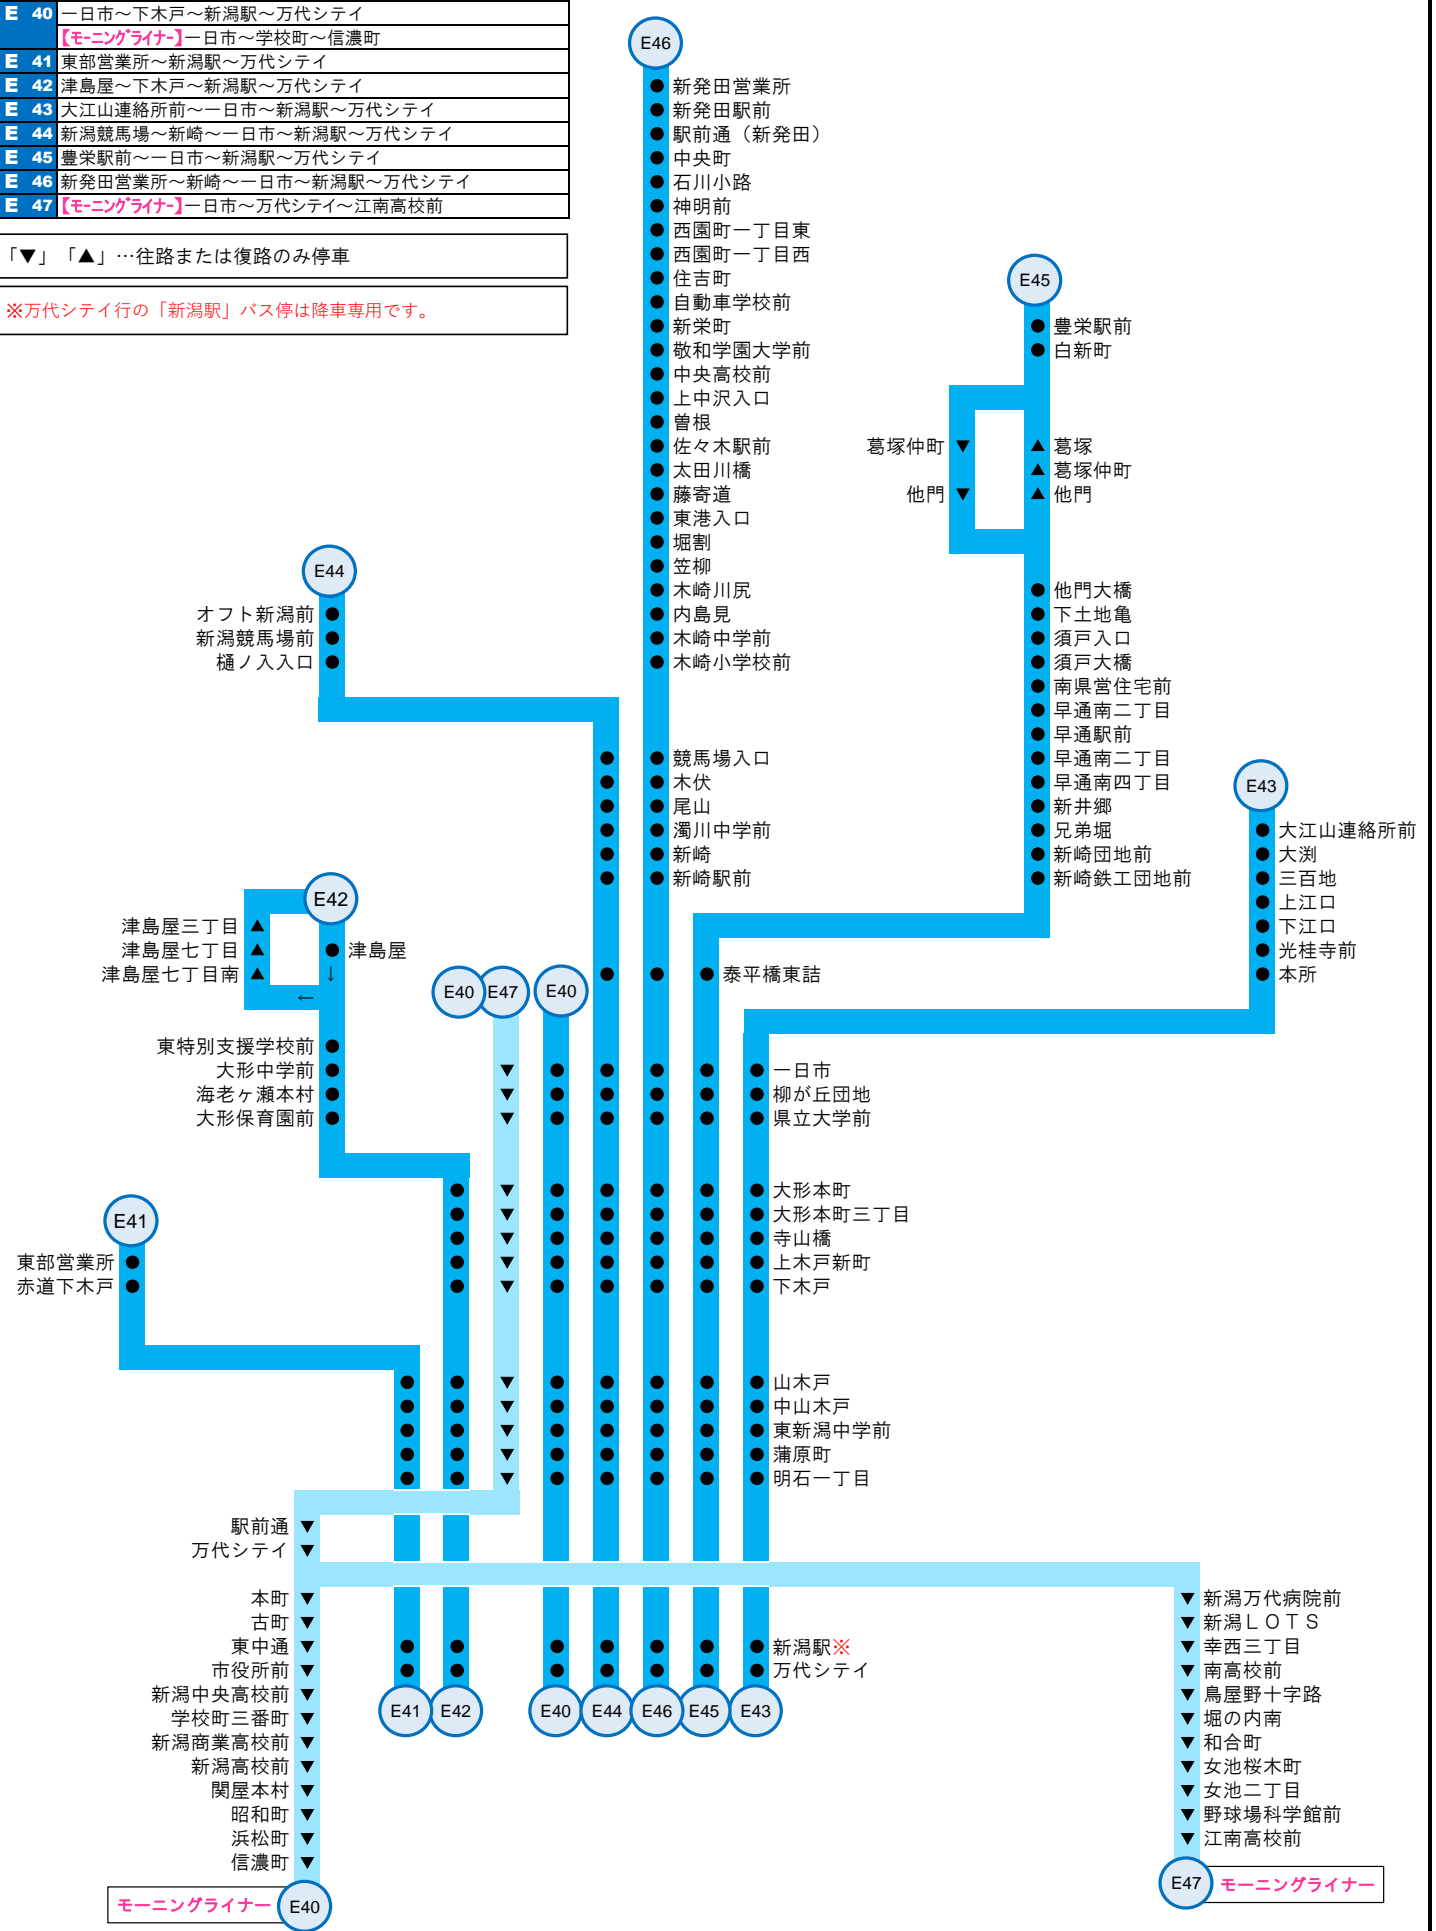 E 40 一日市～下木戸～新潟駅～万代シテイ
【モーニングライナー】一日市～学校町～信濃町
E 41 東部営業所～新潟駅～万代シテイ
E 42 津島屋～下木戸～新潟駅～万代シテイ
E 43 大江山連絡所前～一日市～新潟駅～万代シテイ
E 44 新潟競馬場～新崎～一日市～新潟駅～万代シテイ
E 45 豊栄駅前～一日市～新潟駅～万代シテイ
E 46 新発田営業所～新崎～一日市～新潟駅～万代シテイ
E 47 【モーニングライナー】一日市～万代シテイ～江南高校前
「▼」「▲」…往路または復路のみ停車
※万代シテイ行の「新潟駅」バス停は降車専用です。
E46
新発田営業所
新発田駅前
駅前通（新発田）
中央町
石川小路
神明前
西園町一丁目東
西園町一丁目西
住吉町
自動車学校前
新栄町
敬和学園大学前
中央高校前
上中沢入口
曽根
佐々木駅前
太田川橋
藤寄道
東港入口
堀割
笠柳
木崎川尻
内島見
木崎中学前
木崎小学校前
競馬場入口
木伏
尾山
濁川中学前
新崎
新崎駅前
E45
豊栄駅前
白新町
葛塚仲町 ▼
他門 ▼
▲ 葛塚
▲ 葛塚仲町
▲ 他門
他門大橋
下土地亀
須戸入口
須戸大橋
南県営住宅前
早通南二丁目
早通駅前
早通南二丁目
早通南四丁目
新井郷
兄弟堀
新崎団地前
新崎鉄工団地前
泰平橋東詰
E44
オフト新潟前
新潟競馬場前
樋ノ入入口
E43
大江山連絡所前
大渕
三百地
上江口
下江口
光桂寺前
本所
E42
津島屋三丁目 ▲
津島屋七丁目 ▲
津島屋七丁目南 ▲
津島屋
↓
←
東特別支援学校前
大形中学前
海老ヶ瀬本村
大形保育園前
E40 E47 E40
一日市
柳が丘団地
県立大学前
大形本町
大形本町三丁目
寺山橋
上木戸新町
下木戸
E41
東部営業所
赤道下木戸
山木戸
中山木戸
東新潟中学前
蒲原町
明石一丁目
駅前通 ▼
万代シテイ ▼
本町 ▼
古町 ▼
東中通 ▼
市役所前 ▼
新潟中央高校前 ▼
学校町三番町 ▼
新潟商業高校前 ▼
新潟高校前 ▼
関屋本村 ▼
昭和町 ▼
浜松町 ▼
信濃町 ▼
モーニングライナー E40
新潟駅※
万代シテイ
E41 E42 E40 E44 E46 E45 E43
▼ 新潟万代病院前
▼ 新潟ＬＯＴＳ
▼ 幸西三丁目
▼ 南高校前
▼ 鳥屋野十字路
▼ 堀の内南
▼ 和合町
▼ 女池桜木町
▼ 女池二丁目
▼ 野球場科学館前
▼ 江南高校前
E47 モーニングライナー